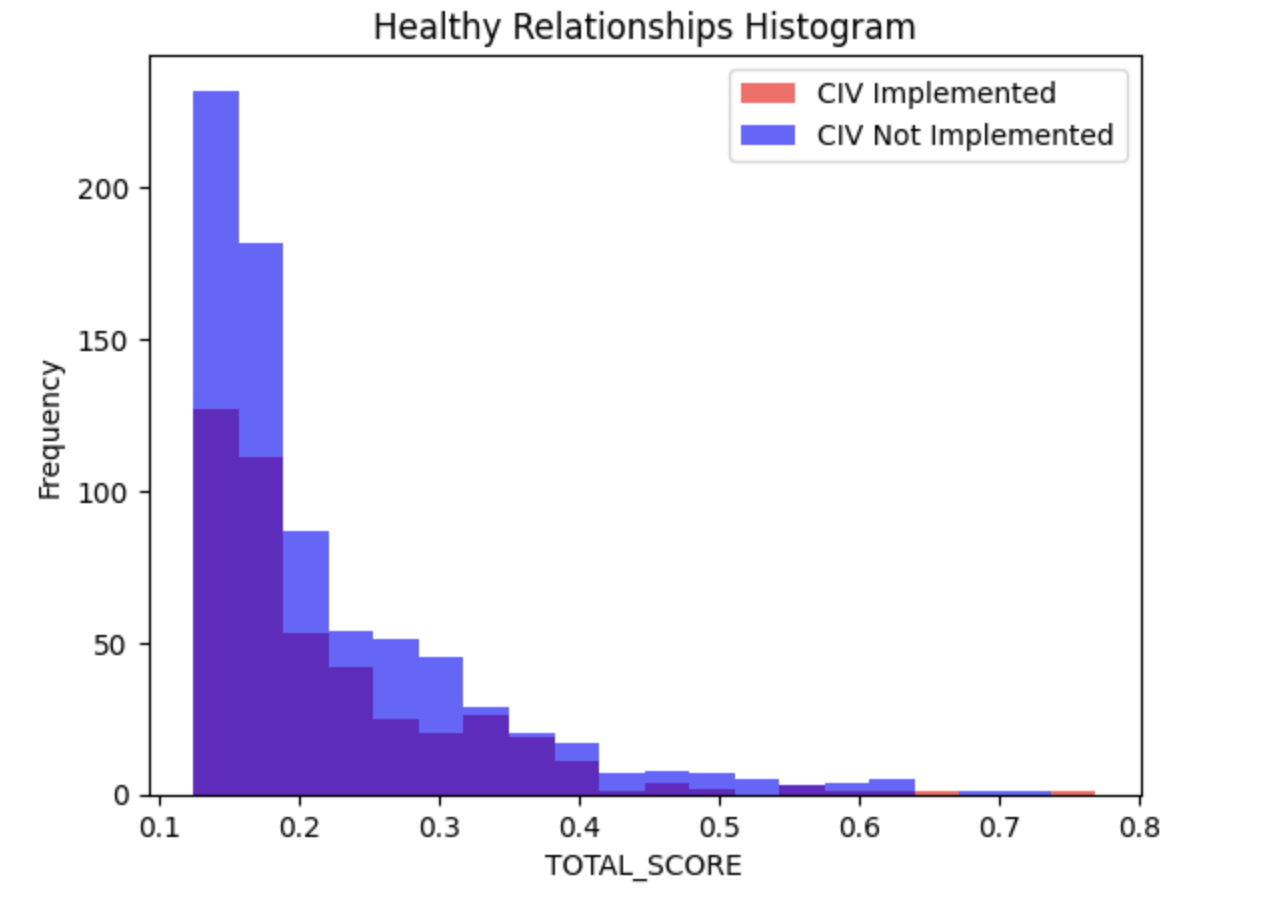 Healthy Relationships Histogram
CIV Implemented
CIV Not Implemented
Frequency
200
150
100
50
0
0.1 0.2 0.3 0.4 0.5 0.6 0.7 0.8
TOTAL_SCORE